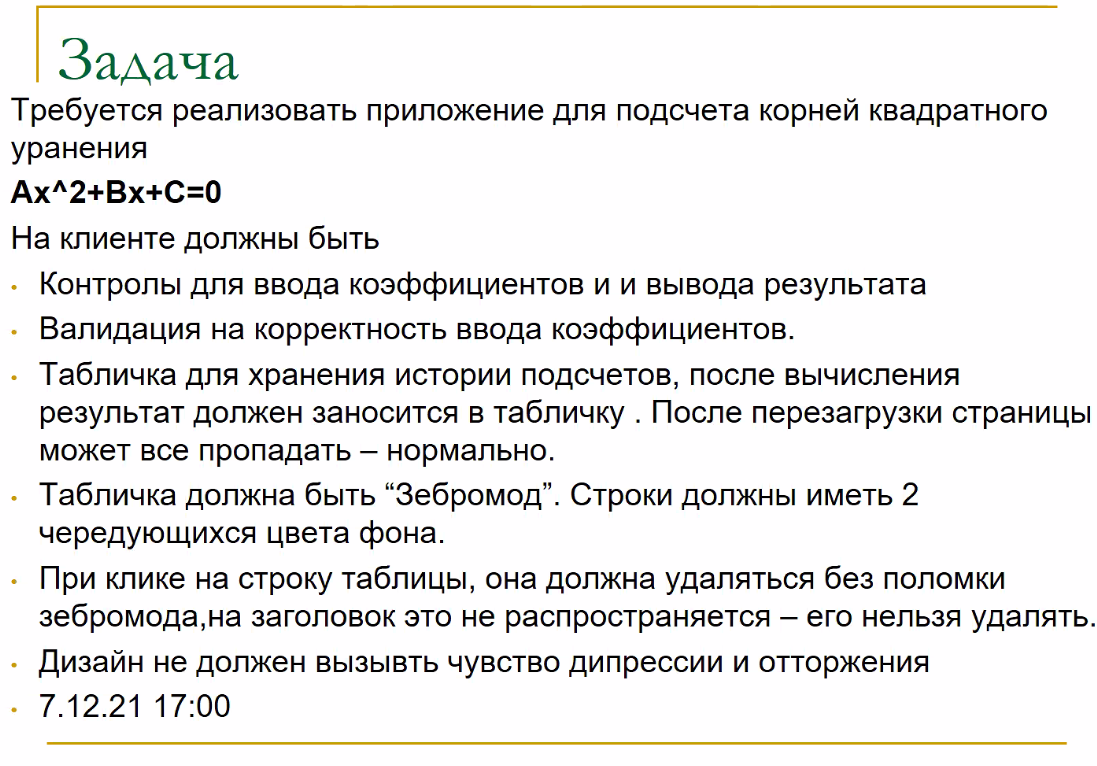 Задача
Требуется реализовать приложение для подсчета корней квадратного
уранения
Ax^2+Bx+C=0
На клиенте должны быть
• Контролы для ввода коэффициентов и и вывода результата
• Валидация на корректность ввода коэффициентов.
• Табличка для хранения истории подсчетов, после вычисления
результат должен заносится в табличку . После перезагрузки страницы
может все пропадать – нормально.
• Табличка должна быть “Зебромод”. Строки должны иметь 2
чередующихся цвета фона.
• При клике на строку таблицы, она должна удаляться без поломки
зебромода,на заголовок это не распространяется – его нельзя удалять.
• Дизайн не должен вызывть чувство дипрессии и отторжения
• 7.12.21 17:00